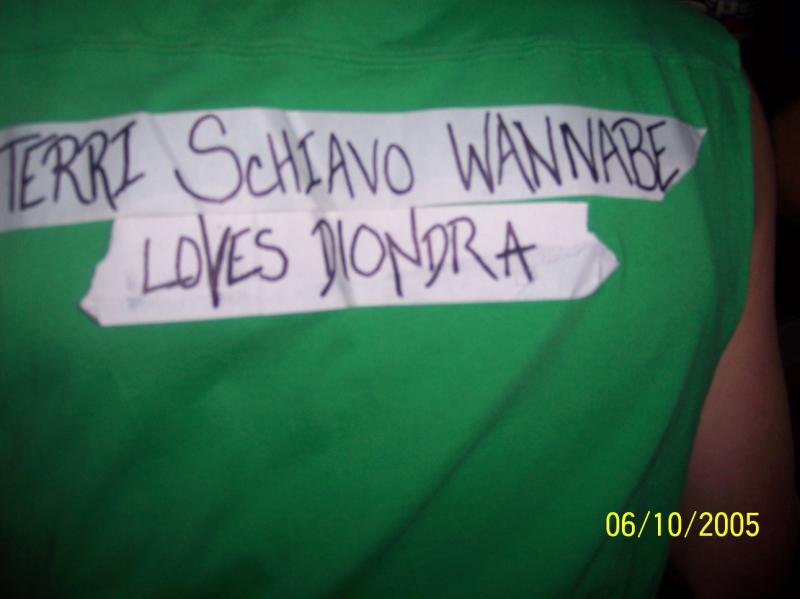 TERRI SCHIAVO WANNABE
LOVES DIONDRA
06/10/2005